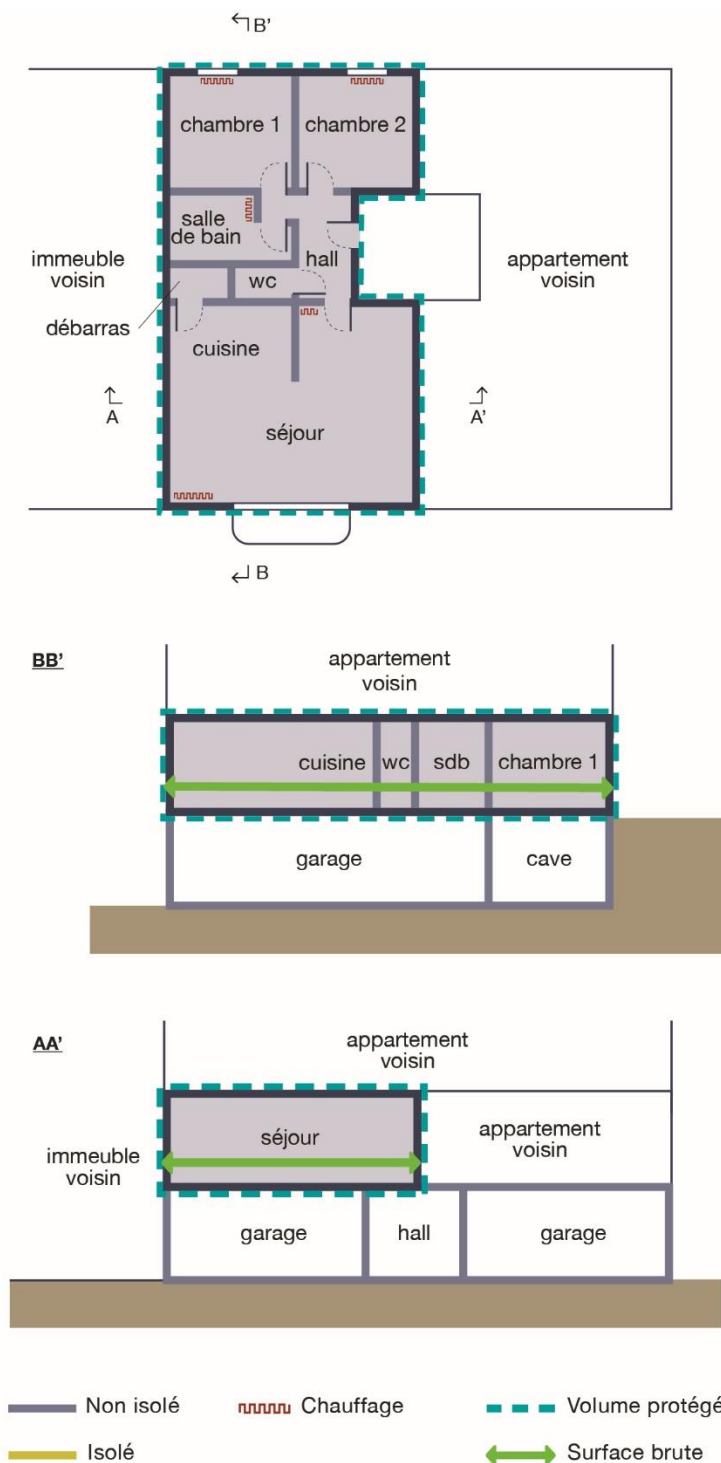 B'
chambre 1
chambre 2
salle
de bain
hall
immeuble
voisin
appartement
voisin
wc
débarras
cuisine
A
A'
séjour
B
BB'
appartement
voisin
cuisine
wc
sdb
chambre 1
garage
cave
AA'
appartement
voisin
séjour
immeuble
voisin
appartement
voisin
garage
hall
garage
Non isolé
Chauffage
Volume protégé
Isolé
Surface brute